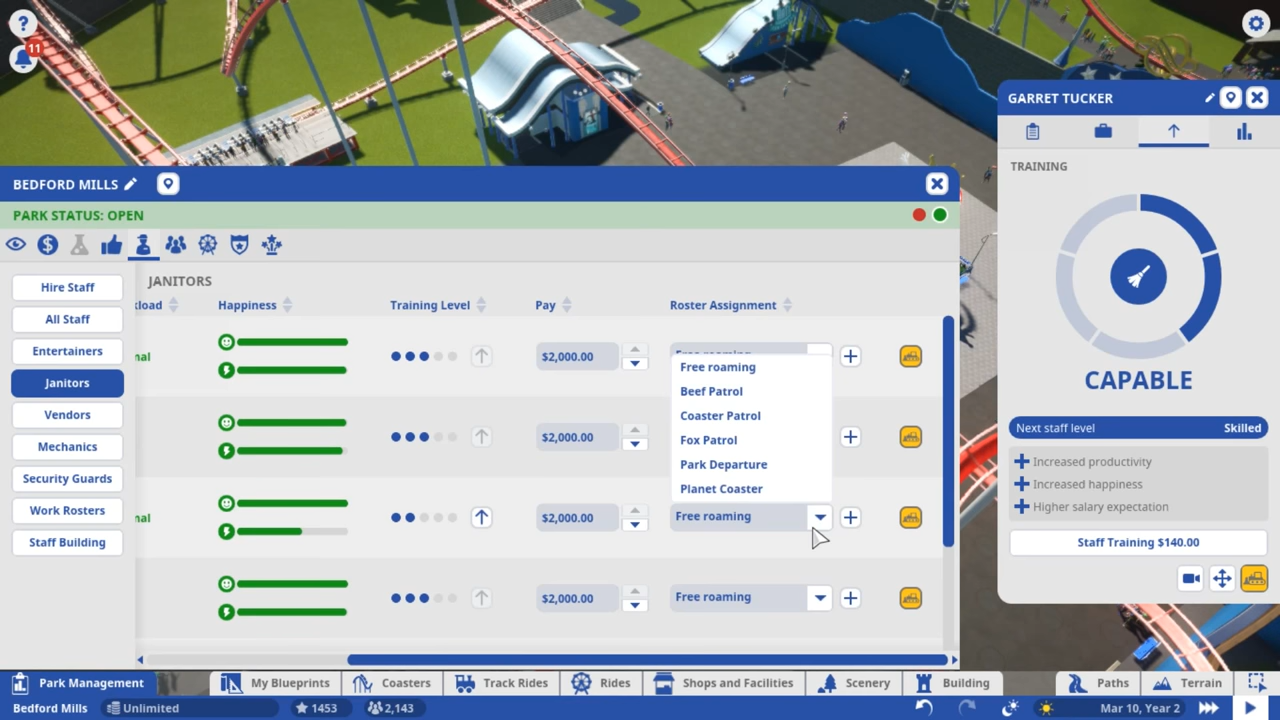 ?
11
GARRET TUCKER
TRAINING
CAPABLE
Next staff level Skilled
Increased productivity
Increased happiness
Higher salary expectation
Staff Training $140.00
BEDFORD MILLS
PARK STATUS: OPEN
Hire Staff
All Staff
Entertainers
Janitors
Vendors
Mechanics
Security Guards
Work Rosters
Staff Building
JANITORS
kload Happiness Training Level Pay Roster Assignment
nal $2,000.00 Free roaming
$2,000.00
nal $2,000.00 Free roaming
$2,000.00 Free roaming
Free roaming
Beef Patrol
Coaster Patrol
Fox Patrol
Park Departure
Planet Coaster
Park Management My Blueprints Coasters Track Rides Rides Shops and Facilities Scenery Building Paths Terrain
Bedford Mills Unlimited 1453 2,143 Mar 10, Year 2